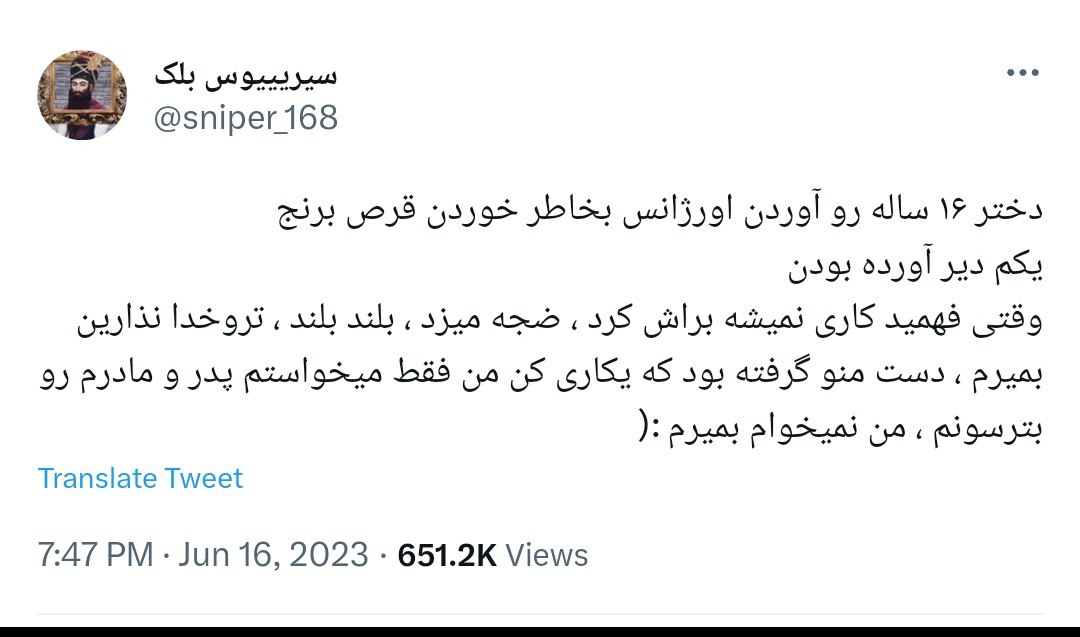 سیریییوس بلک
@sniper_168
دختر ۱۶ ساله رو آوردن اورژانس بخاطر خوردن قرص برنج
یکم دیر آورده بودن
وقتی فهمید کاری نمیشه براش کرد ، ضجه میزد ، بلند بلند ، تروخدا نذارین
بمیرم ، دست منو گرفته بود که یکاری کن من فقط میخواستم پدر و مادرم رو
بترسونم ، من نمیخوام بمیرم :(
Translate Tweet
7:47 PM · Jun 16, 2023 · 651.2K Views